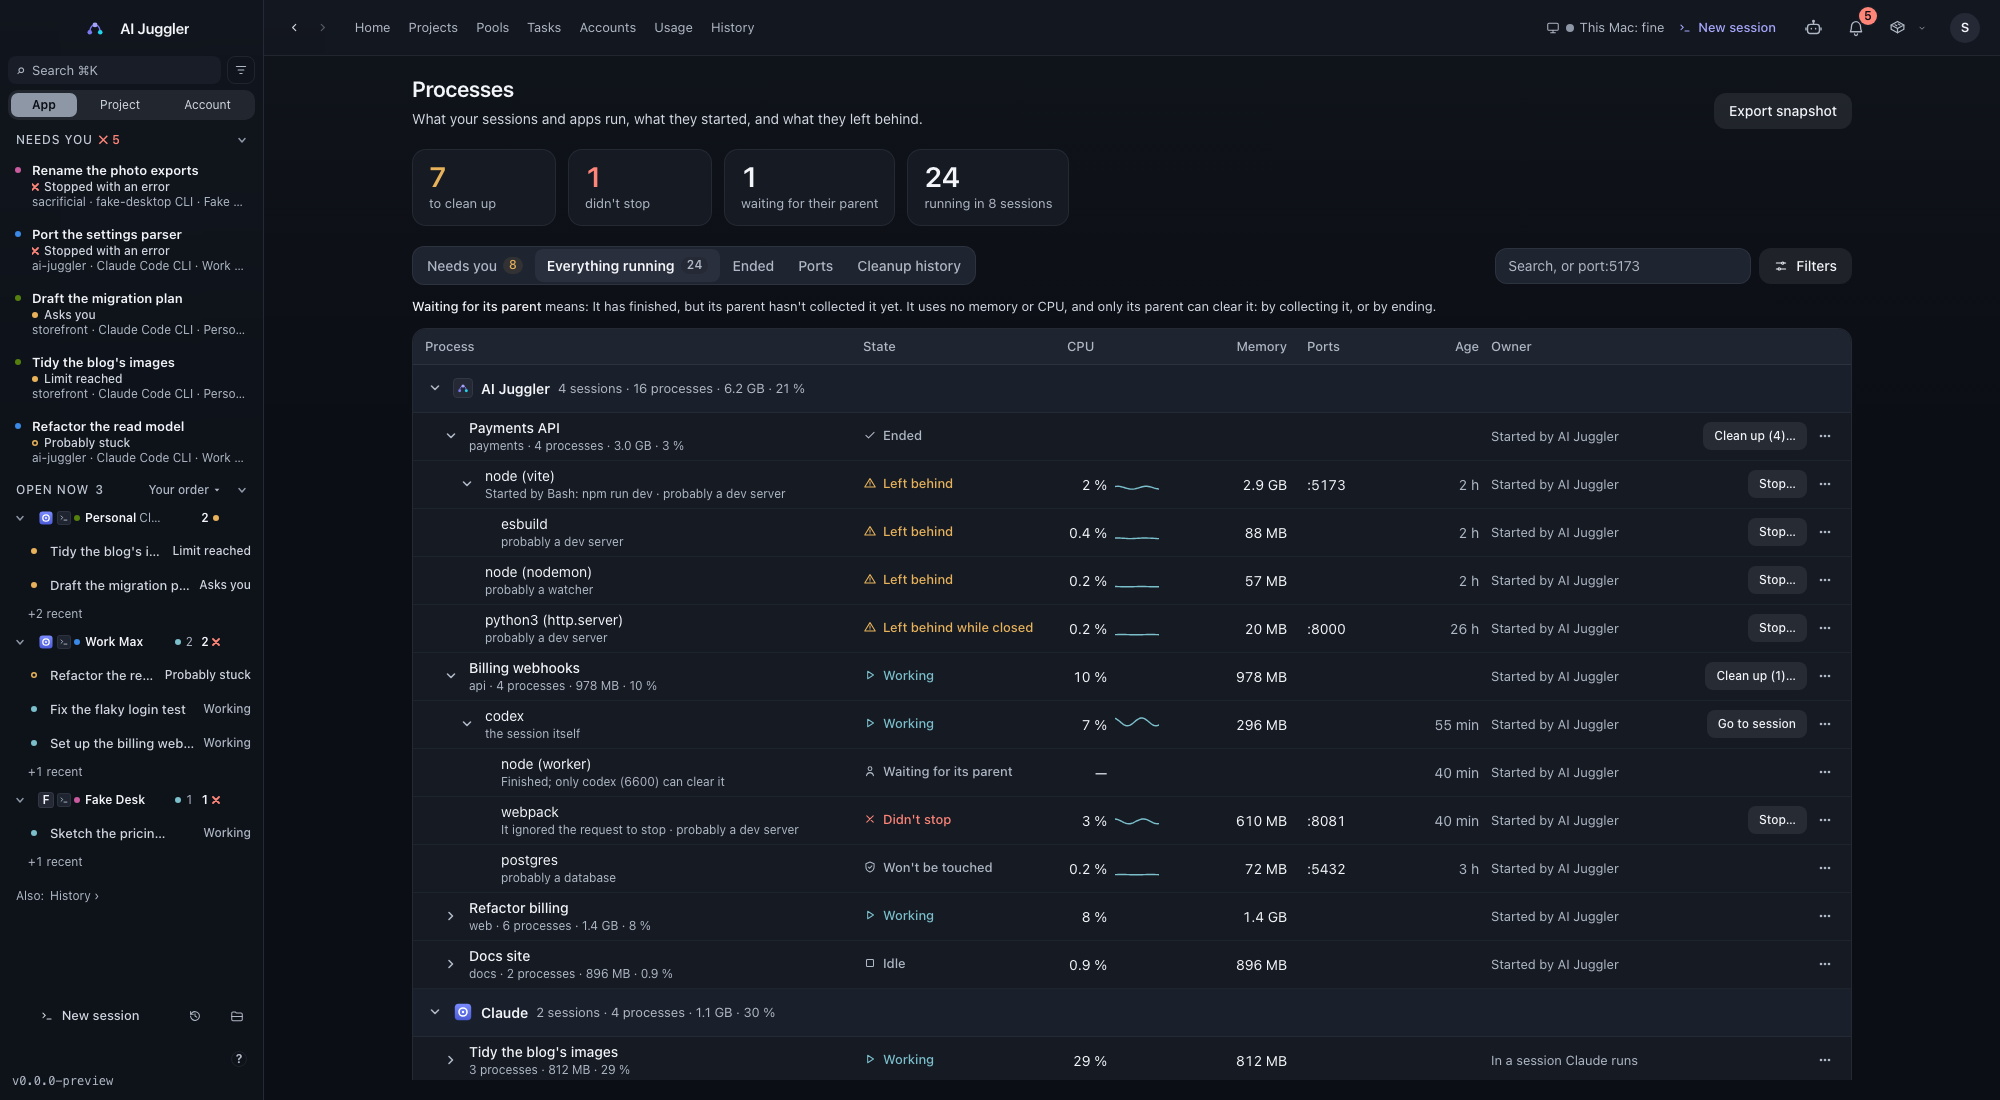 AI Juggler
Search ⌘K
App Project Account
NEEDS YOU 5
Rename the photo exports
Stopped with an error
sacrificial · fake-desktop CLI · Fake ...
Port the settings parser
Stopped with an error
ai-juggler · Claude Code CLI · Work ...
Draft the migration plan
Asks you
storefront · Claude Code CLI · Perso...
Tidy the blog's images
Limit reached
storefront · Claude Code CLI · Perso...
Refactor the read model
Probably stuck
ai-juggler · Claude Code CLI · Work ...
OPEN NOW 3 Your order
Personal Cl... 2
Tidy the blog's i... Limit reached
Draft the migration p... Asks you
+2 recent
Work Max 2 2
Refactor the re... Probably stuck
Fix the flaky login test Working
Set up the billing web... Working
+1 recent
F Fake Desk 1 1
Sketch the pricin... Working
+1 recent
Also: History ›
New session
?
v0.0.0-preview
Home Projects Pools Tasks Accounts Usage History
This Mac: fine New session 5 S
Processes
What your sessions and apps run, what they started, and what they left behind.
Export snapshot
7 to clean up
1 didn't stop
1 waiting for their parent
24 running in 8 sessions
Needs you 8 Everything running 24 Ended Ports Cleanup history
Search, or port:5173 Filters
Waiting for its parent means: It has finished, but its parent hasn't collected it yet. It uses no memory or CPU, and only its parent can clear it: by collecting it, or by ending.
Process State CPU Memory Ports Age Owner
AI Juggler 4 sessions · 16 processes · 6.2 GB · 21 %
Payments API Ended Started by AI Juggler Clean up (4)... ···
payments · 4 processes · 3.0 GB · 3 %
node (vite) Left behind 2 % 2.9 GB :5173 2 h Started by AI Juggler Stop... ···
Started by Bash: npm run dev · probably a dev server
esbuild Left behind 0.4 % 88 MB 2 h Started by AI Juggler Stop... ···
probably a dev server
node (nodemon) Left behind 0.2 % 57 MB 2 h Started by AI Juggler Stop... ···
probably a watcher
python3 (http.server) Left behind while closed 0.2 % 20 MB :8000 26 h Started by AI Juggler Stop... ···
probably a dev server
Billing webhooks Working 10 % 978 MB Started by AI Juggler Clean up (1)... ···
api · 4 processes · 978 MB · 10 %
codex Working 7 % 296 MB 55 min Started by AI Juggler Go to session ···
the session itself
node (worker) Waiting for its parent — 40 min Started by AI Juggler ···
Finished; only codex (6600) can clear it
webpack Didn't stop 3 % 610 MB :8081 40 min Started by AI Juggler Stop... ···
It ignored the request to stop · probably a dev server
postgres Won't be touched 0.2 % 72 MB :5432 3 h Started by AI Juggler ···
probably a database
Refactor billing Working 8 % 1.4 GB Started by AI Juggler ···
web · 6 processes · 1.4 GB · 8 %
Docs site Idle 0.9 % 896 MB Started by AI Juggler ···
docs · 2 processes · 896 MB · 0.9 %
Claude 2 sessions · 4 processes · 1.1 GB · 30 %
Tidy the blog's images Working 29 % 812 MB In a session Claude runs ···
3 processes · 812 MB · 29 %